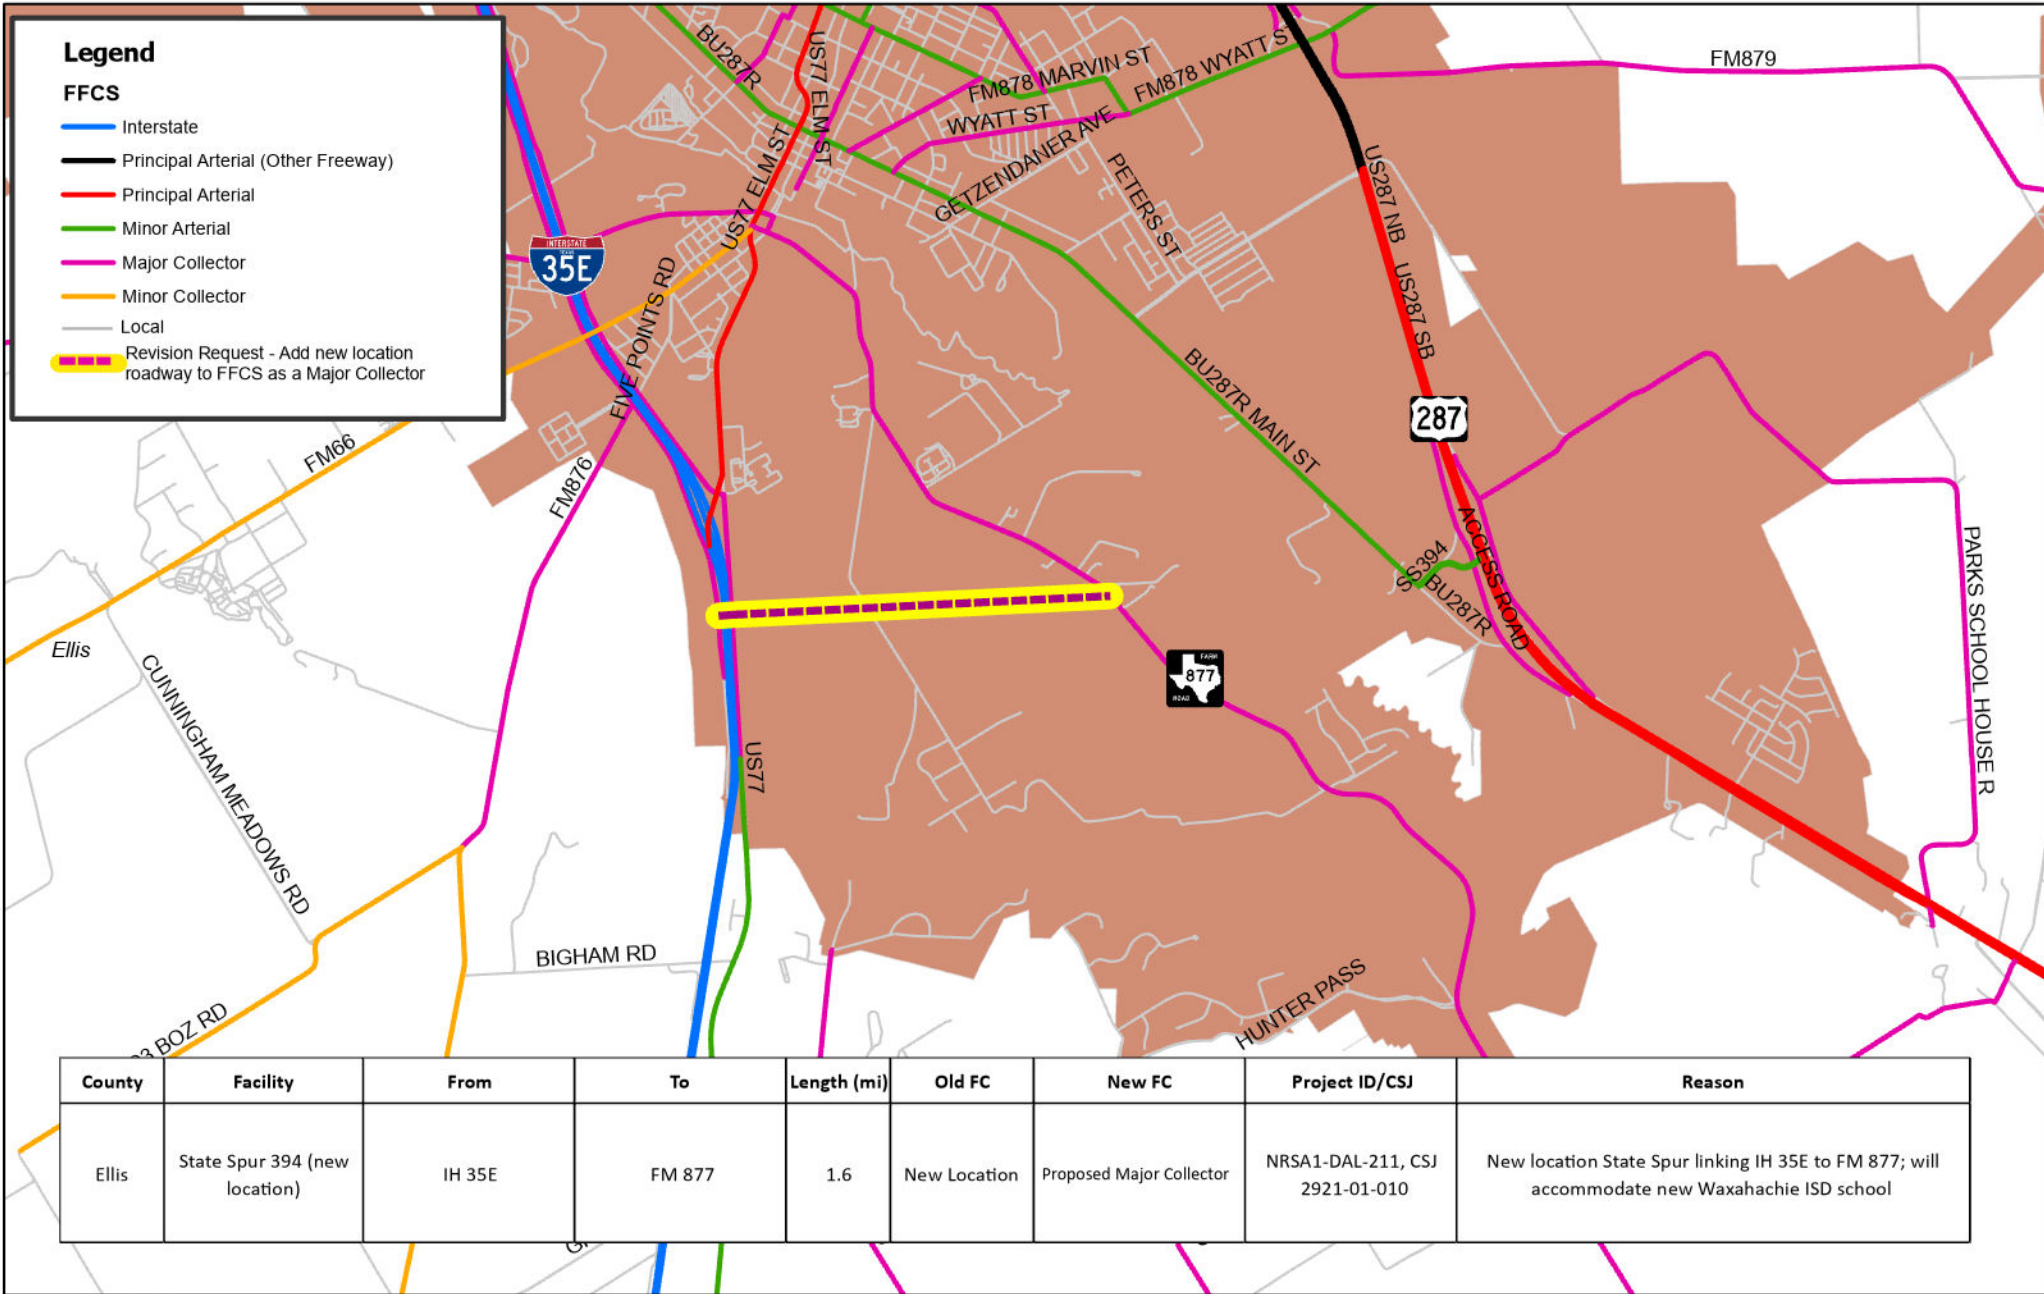 Legend
FFCS
Interstate
Principal Arterial (Other Freeway)
Principal Arterial
Minor Arterial
Major Collector
Minor Collector
Local
Revision Request - Add new location
roadway to FFCS as a Major Collector
BU287R
US77 ELM ST
FM878 MARVIN ST
FM878 WYATT ST
FM879
WYATT ST
GETZENDANER AVE
PETERS ST
US77 ELM ST
US287 NB
US287 SB
INTERSTATE
TEXAS
35E
FIVE POINTS RD
BU287R MAIN ST
287
FM66
FM876
ACCESS ROAD
SS394
BU287R
PARKS SCHOOL HOUSE R
Ellis
CUNNINGHAM MEADOWS RD
FARM
877
ROAD
US77
BIGHAM RD
HUNTER PASS
BOZ RD
County Facility From To Length (mi) Old FC New FC Project ID/CSJ Reason
Ellis State Spur 394 (new location) IH 35E FM 877 1.6 New Location Proposed Major Collector NRSA1-DAL-211, CSJ 2921-01-010 New location State Spur linking IH 35E to FM 877; will accommodate new Waxahachie ISD school